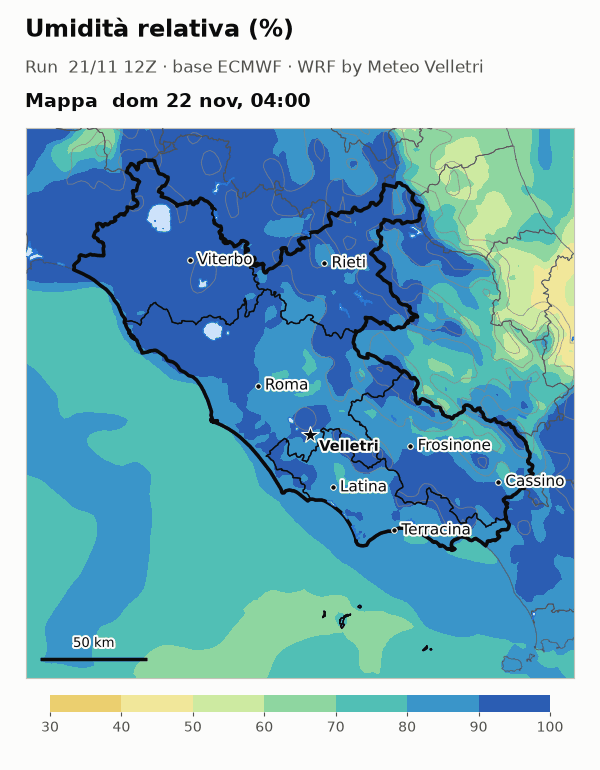 Umidità relativa (%)
Run 21/11 12Z · base ECMWF · WRF by Meteo Velletri
Mappa dom 22 nov, 04:00
Viterbo
Rieti
Roma
Velletri
Frosinone
Latina
Cassino
Terracina
50 km
30 40 50 60 70 80 90 100